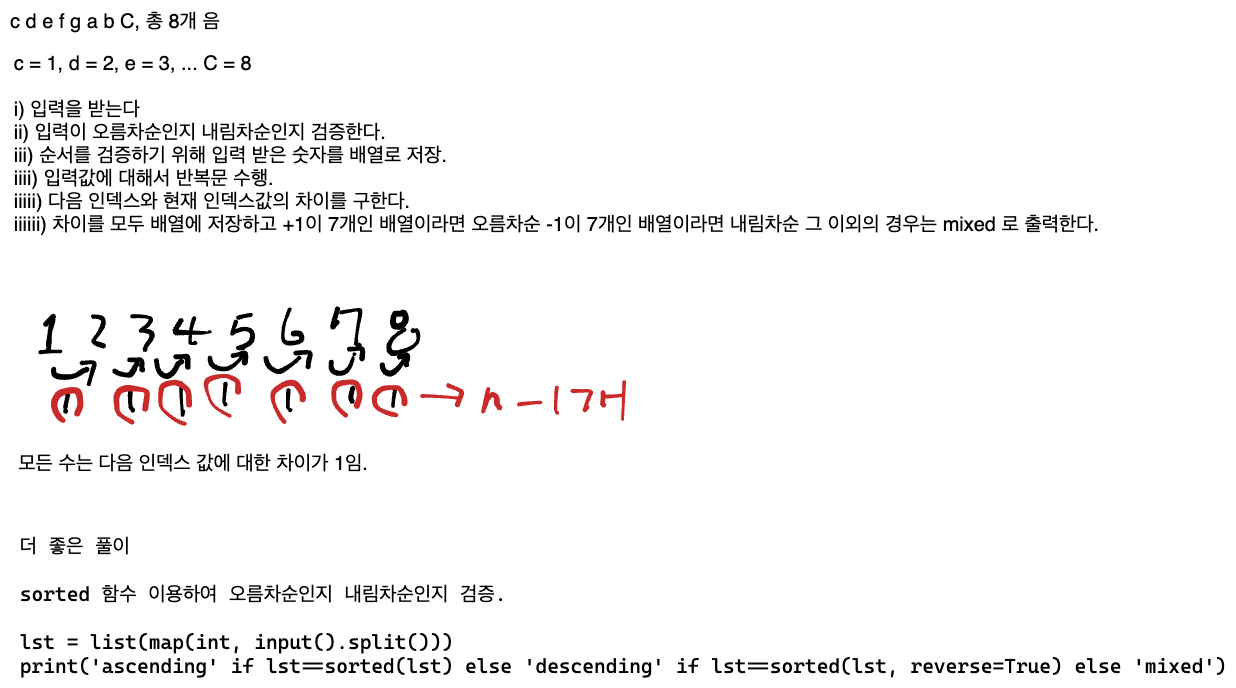 c d e f g a b C, 총 8개 음
c = 1, d = 2, e = 3, ... C = 8
i) 입력을 받는다
ii) 입력이 오름차순인지 내림차순인지 검증한다.
iii) 순서를 검증하기 위해 입력 받은 숫자를 배열로 저장.
iiii) 입력값에 대해서 반복문 수행.
iiiii) 다음 인덱스와 현재 인덱스값의 차이를 구한다.
iiiiii) 차이를 모두 배열에 저장하고 +1이 7개인 배열이라면 오름차순 -1이 7개인 배열이라면 내림차순 그 이외의 경우는 mixed 로 출력한다.
1 2 3 4 5 6 7 8
1 1 1 1 1 1 1 → n-1개
모든 수는 다음 인덱스 값에 대한 차이가 1임.
더 좋은 풀이
sorted 함수 이용하여 오름차순인지 내림차순인지 검증.
lst = list(map(int, input().split()))
print('ascending' if lst==sorted(lst) else 'descending' if lst==sorted(lst, reverse=True) else 'mixed')